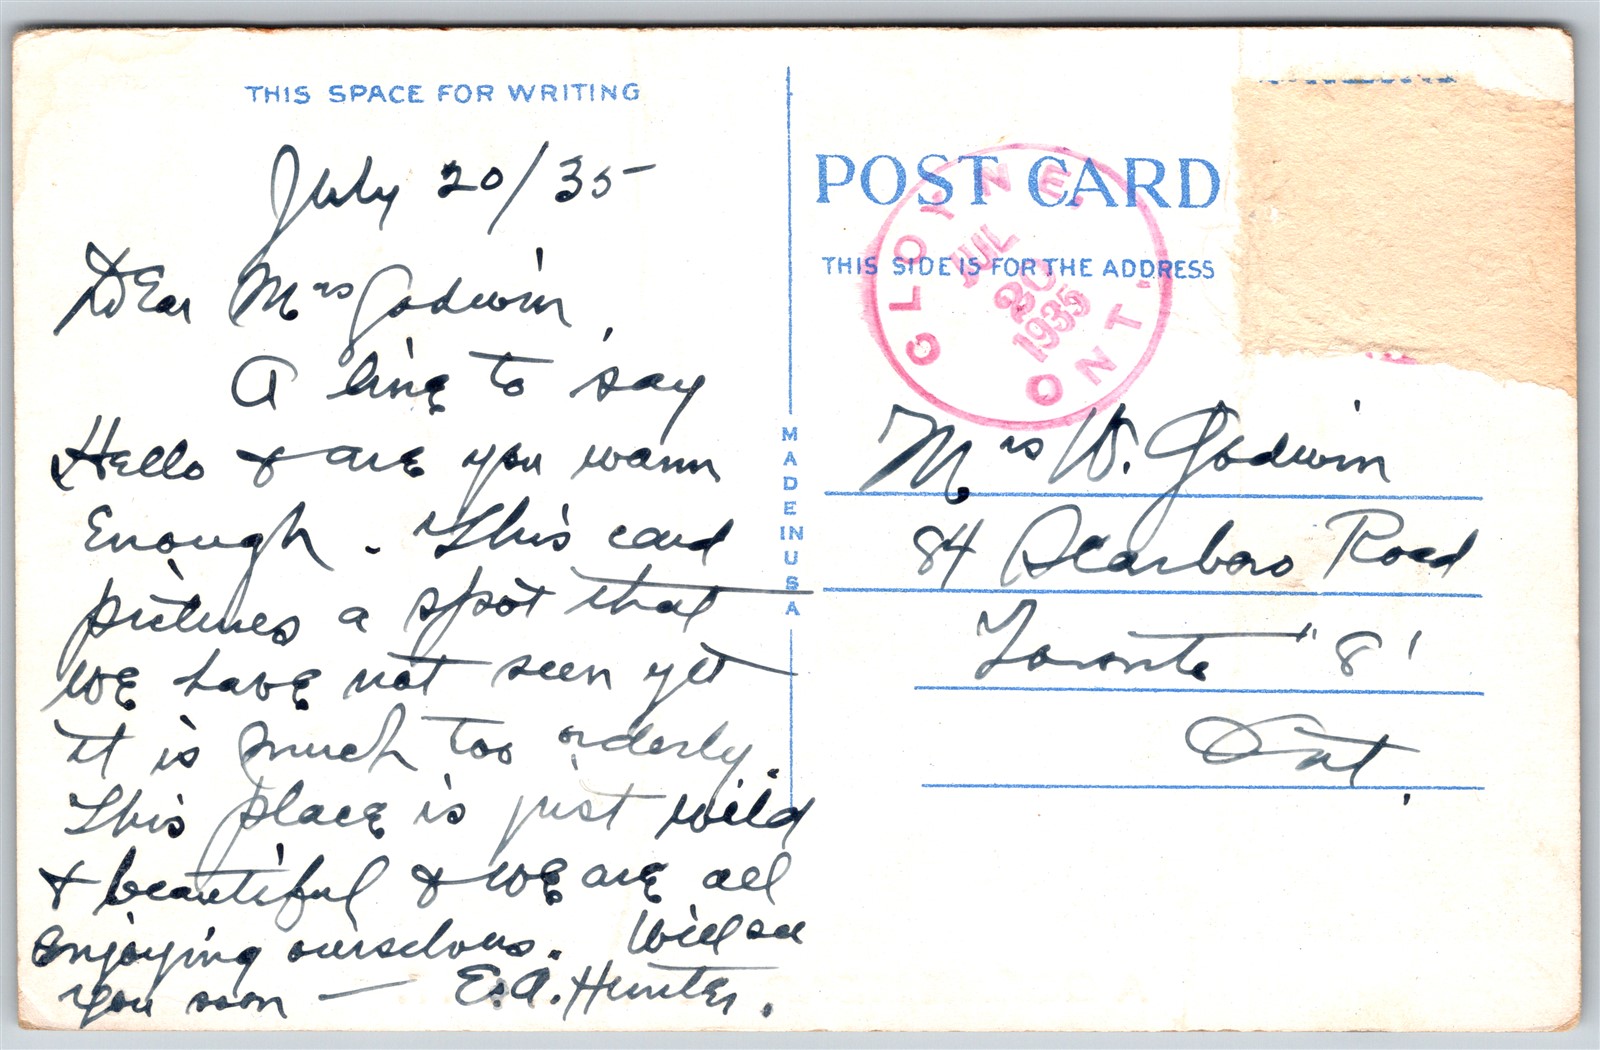 THIS SPACE FOR WRITING
July 20/35
Dear Mrs Godwin,
A line to say
Hello & are you warm
Enough. This card
pictures a spot that
we have not seen yet
it is much too orderly.
This place is just wild
& beautiful & we are all
enjoying ourselves. Will see
you soon — E.A. Hunter.
MADE IN USA
POST CARD
THIS SIDE IS FOR THE ADDRESS
CLOYNE, ONT.
JUL
20
1935
Mrs W. Godwin
84 Scarboro Road
Toronto '8'
Ont.